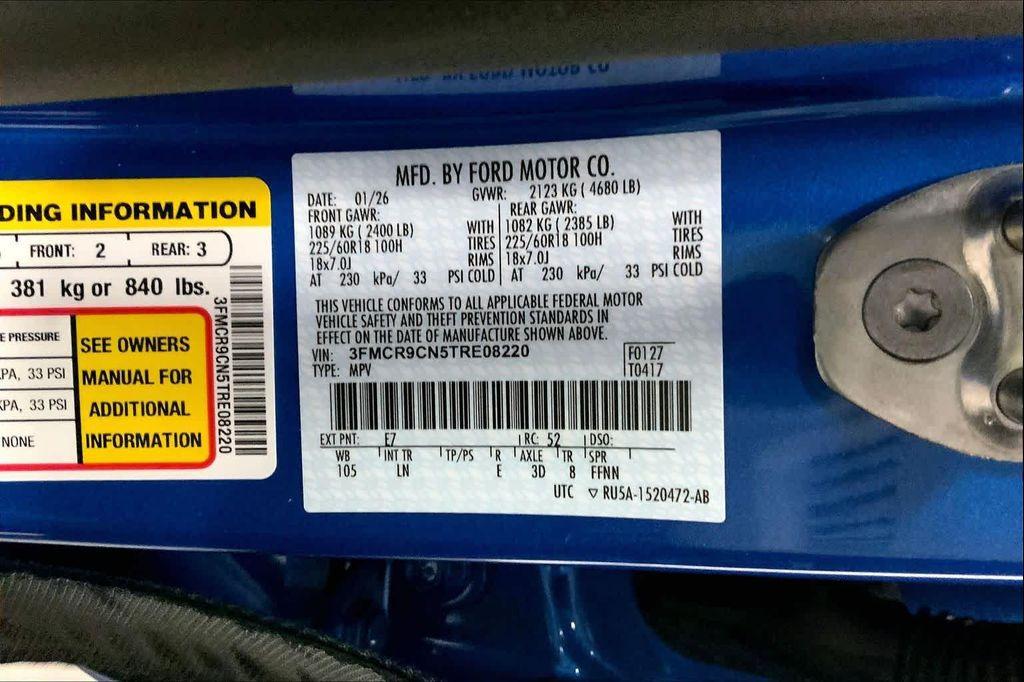 DING INFORMATION
FRONT: 2 REAR: 3
381 kg or 840 lbs.
E PRESSURE
KPA, 33 PSI
KPA, 33 PSI
NONE
SEE OWNERS
MANUAL FOR
ADDITIONAL
INFORMATION
3FMCR9CN5TRE08220
MFD. BY FORD MOTOR CO.
DATE: 01/26 GVWR: 2123 KG ( 4680 LB)
FRONT GAWR: REAR GAWR:
1089 KG ( 2400 LB) WITH 1082 KG ( 2385 LB) WITH
225/60R18 100H TIRES 225/60R18 100H TIRES
18x7.0J RIMS 18x7.0J RIMS
AT 230 kPa/ 33 PSI COLD AT 230 kPa/ 33 PSI COLD
THIS VEHICLE CONFORMS TO ALL APPLICABLE FEDERAL MOTOR
VEHICLE SAFETY AND THEFT PREVENTION STANDARDS IN
EFFECT ON THE DATE OF MANUFACTURE SHOWN ABOVE.
VIN: 3FMCR9CN5TRE08220 F0127
TYPE: MPV T0417
EXT PNT: E7 RC: 52 DSO:
WB INT TR TP/PS R AXLE TR SPR
105 LN E 3D 8 FFNN
UTC ▽ RU5A-1520472-AB